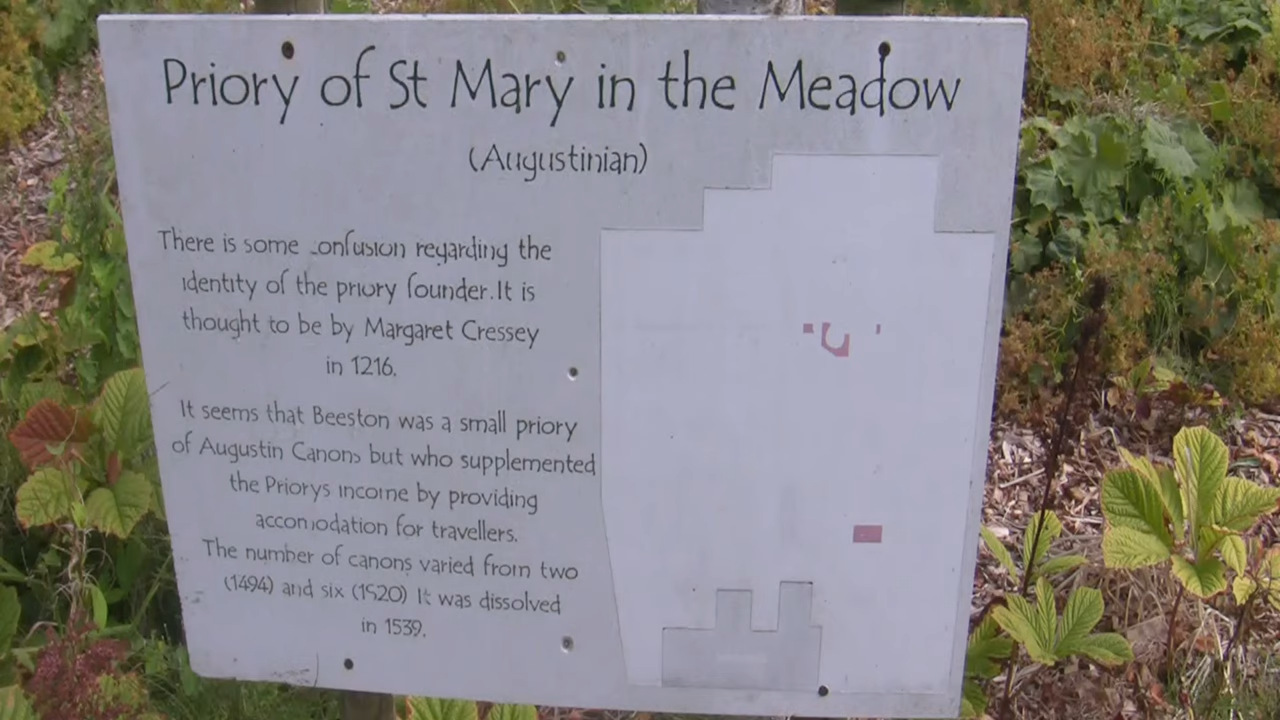 Priory of St Mary in the Meadow
(Augustinian)
There is some confusion regarding the
identity of the priory founder. It is
thought to be by Margaret Cressey
in 1216.
It seems that Beeston was a small priory
of Augustin Canons but who supplemented
the Priorys income by providing
accomodation for travellers.
The number of canons varied from two
(1494) and six (1520) It was dissolved
in 1539.